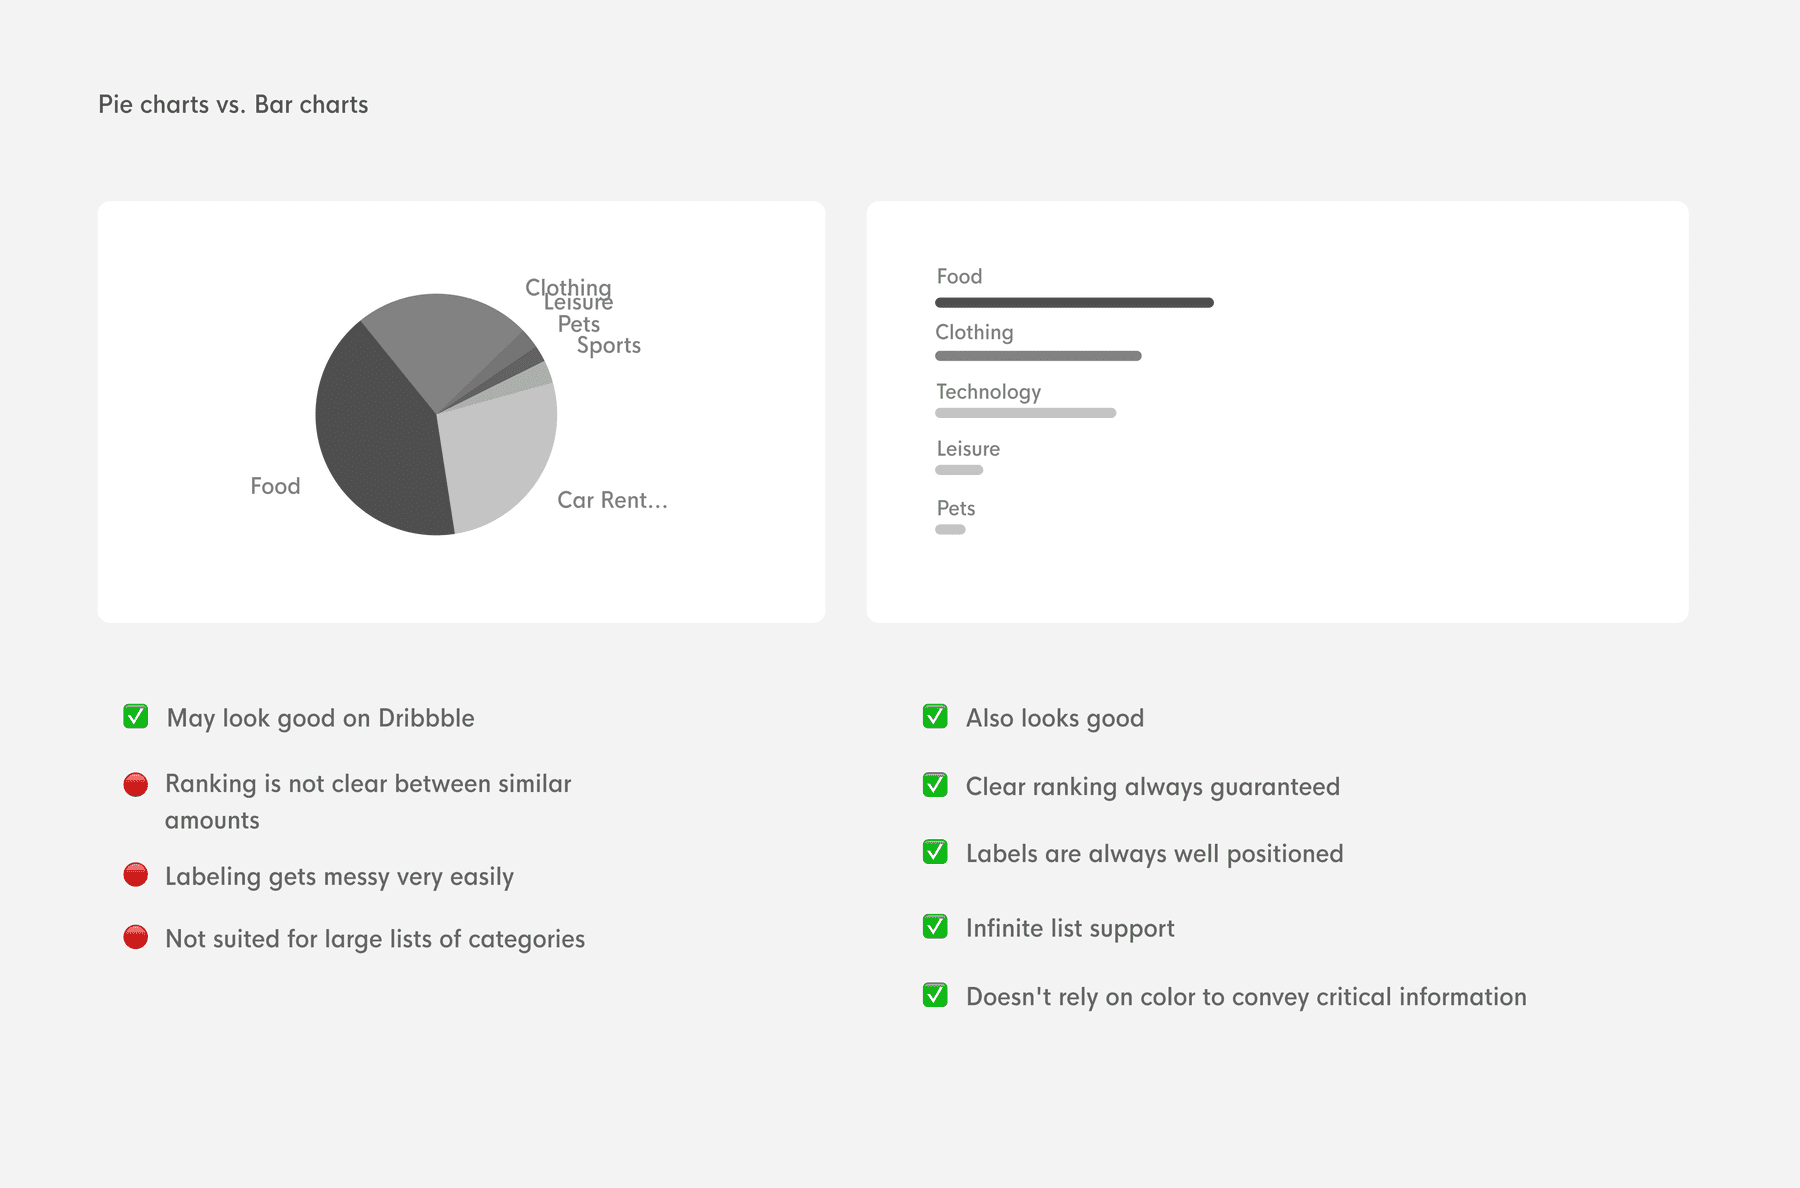 Pie charts vs. Bar charts
Clothing
Leisure
Pets
Sports
Food
Car Rent...
Food
Clothing
Technology
Leisure
Pets
May look good on Dribbble
Ranking is not clear between similar
amounts
Labeling gets messy very easily
Not suited for large lists of categories
Also looks good
Clear ranking always guaranteed
Labels are always well positioned
Infinite list support
Doesn't rely on color to convey critical information